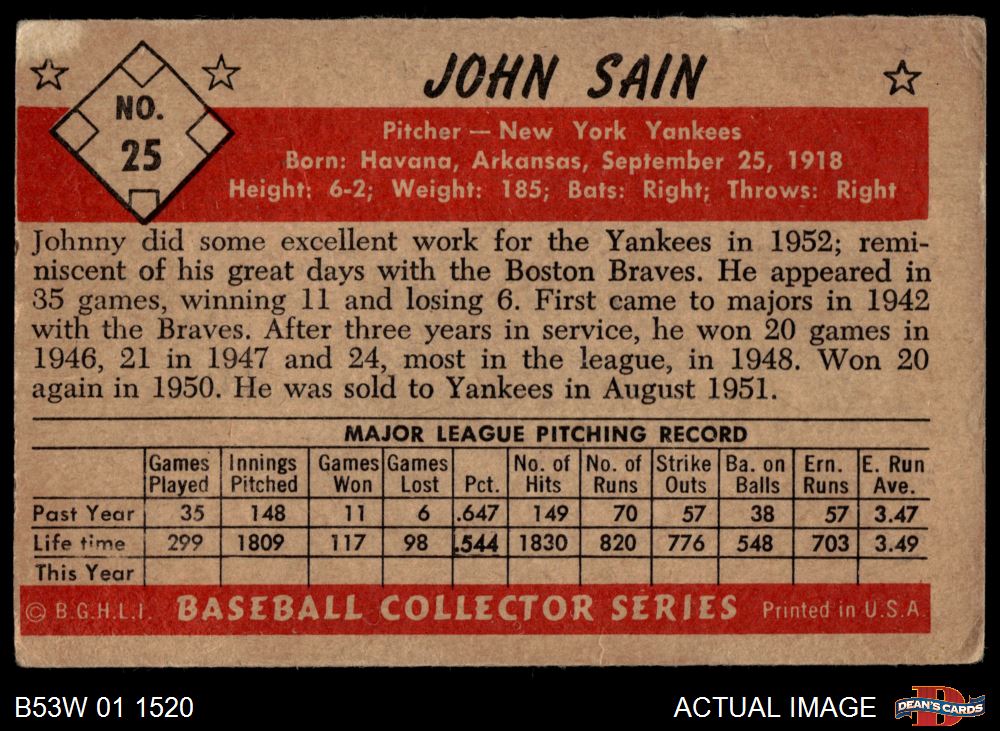 NO.
25
JOHN SAIN
Pitcher — New York Yankees
Born: Havana, Arkansas, September 25, 1918
Height: 6-2; Weight: 185; Bats: Right; Throws: Right
Johnny did some excellent work for the Yankees in 1952; remi-
niscent of his great days with the Boston Braves. He appeared in
35 games, winning 11 and losing 6. First came to majors in 1942
with the Braves. After three years in service, he won 20 games in
1946, 21 in 1947 and 24, most in the league, in 1948. Won 20
again in 1950. He was sold to Yankees in August 1951.
MAJOR LEAGUE PITCHING RECORD
Games Innings Games Games No. of No. of Strike Ba. on Ern. E. Run
Played Pitched Won Lost Pct. Hits Runs Outs Balls Runs Ave.
Past Year 35 148 11 6 .647 149 70 57 38 57 3.47
Life time 299 1809 117 98 .544 1830 820 776 548 703 3.49
This Year
© B.G.H.L.I. BASEBALL COLLECTOR SERIES Printed in U.S.A.
B53W 01 1520 ACTUAL IMAGE DEAN'S CARDS